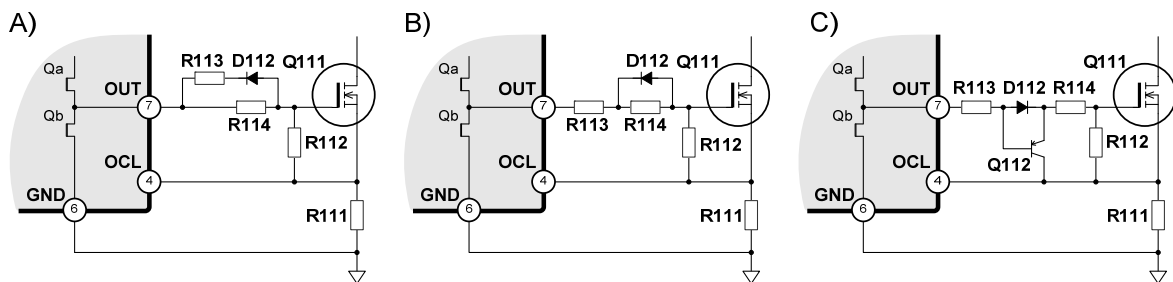 A)
R113 D112 Q111
Qa
OUT
7
Qb
R114
R112
OCL
4
GND
6
R111
B)
D112 Q111
Qa
OUT
7
Qb
R113 R114
R112
OCL
4
GND
6
R111
C)
Q111
Qa
OUT
R113 D112 R114
7
Qb
R112
OCL
Q112
4
GND
6
R111